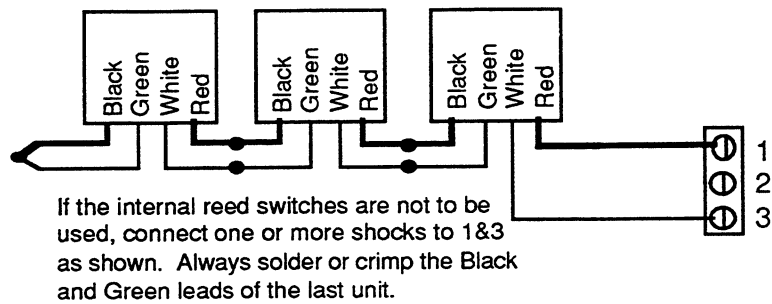 Black Green White Red Black Green White Red Black Green White Red
1
2
3
If the internal reed switches are not to be
used, connect one or more shocks to 1&3
as shown. Always solder or crimp the Black
and Green leads of the last unit.